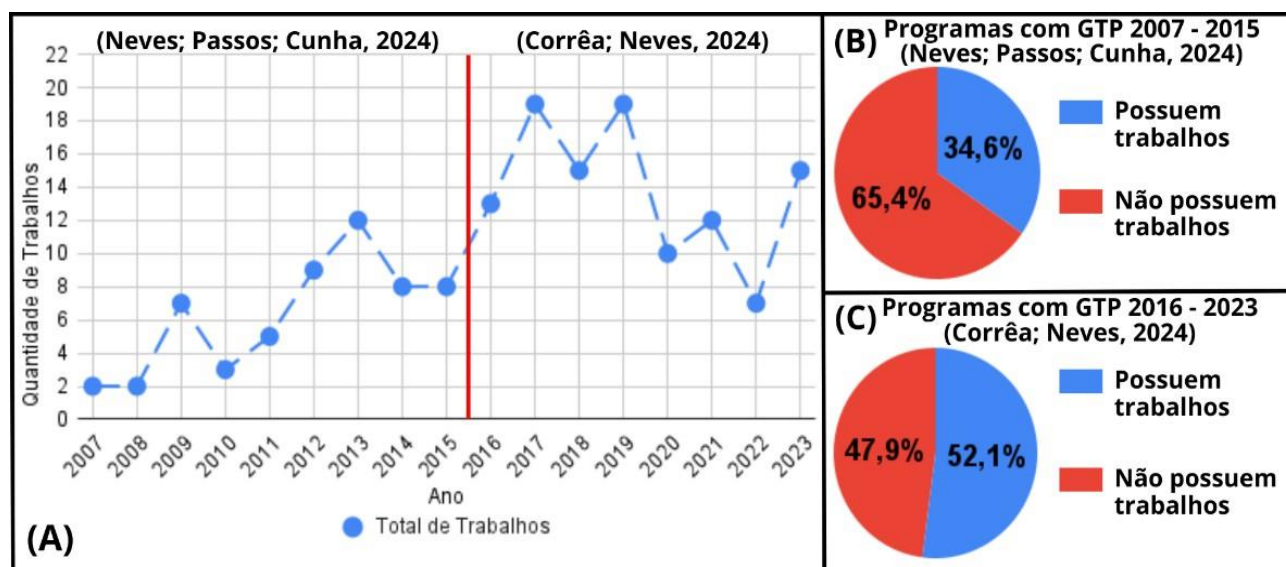 (Neves; Passos; Cunha, 2024)
(Corrêa; Neves, 2024)
Quantidade de Trabalhos
22
20
18
16
14
12
10
8
6
4
2
0
2007
2008
2009
2010
2011
2012
2013
2014
2015
2016
2017
2018
2019
2020
2021
2022
2023
Ano
Total de Trabalhos
(A)
(B)
Programas com GTP 2007 - 2015
(Neves; Passos; Cunha, 2024)
34,6%
65,4%
Possuem
trabalhos
Não possuem
trabalhos
(C)
Programas com GTP 2016 - 2023
(Corrêa; Neves, 2024)
47,9%
52,1%
Possuem
trabalhos
Não possuem
trabalhos